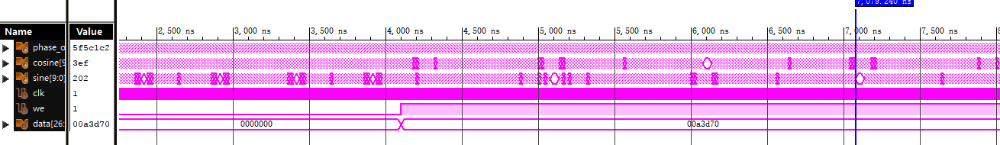 7,079.240 ns
Name Value 2,500 ns 3,000 ns 3,500 ns 4,000 ns 4,500 ns 5,000 ns 5,500 ns 6,000 ns 6,500 ns 7,000 ns 7,500 ns
phase_o 5f5c1c2
cosine[9 3ef
sine[9:0] 202
clk 1
we 1
data[26: 00a3d70 0000000 00a3d70